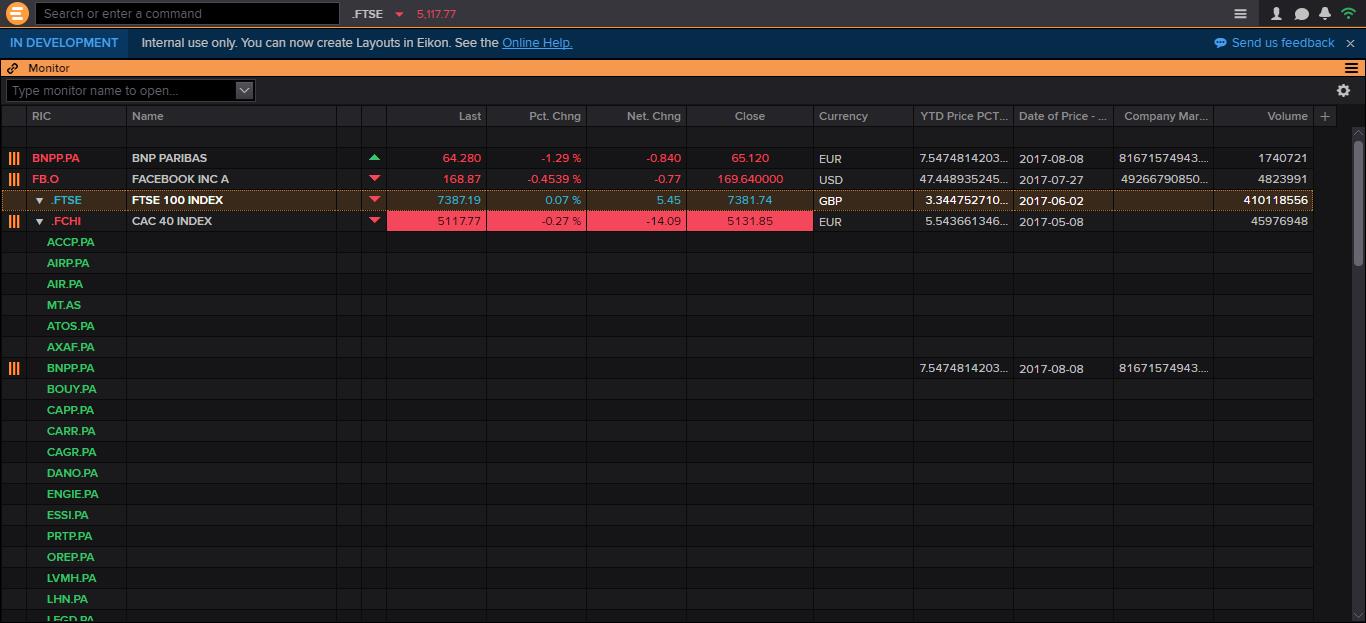 Search or enter a command .FTSE 5,117.77
IN DEVELOPMENT Internal use only. You can now create Layouts in Eikon. See the Online Help. Send us feedback
Monitor
Type monitor name to open...
RIC Name Last Pct. Chng Net. Chng Close Currency YTD Price PCT... Date of Price - ... Company Mar... Volume
BNPP.PA BNP PARIBAS 64.280 -1.29 % -0.840 65.120 EUR 7.5474814203... 2017-08-08 81671574943.... 1740721
FB.O FACEBOOK INC A 168.87 -0.4539 % -0.77 169.640000 USD 47.448935245... 2017-07-27 49266790850... 4823991
.FTSE FTSE 100 INDEX 7387.19 0.07 % 5.45 7381.74 GBP 3.344752710... 2017-06-02 410118556
.FCHI CAC 40 INDEX 5117.77 -0.27 % -14.09 5131.85 EUR 5.543661346... 2017-05-08 45976948
ACCP.PA
AIRP.PA
AIR.PA
MT.AS
ATOS.PA
AXAF.PA
BNPP.PA 7.5474814203... 2017-08-08 81671574943....
BOUY.PA
CAPP.PA
CARR.PA
CAGR.PA
DANO.PA
ENGIE.PA
ESSI.PA
PRTP.PA
OREP.PA
LVMH.PA
LHN.PA
LEGD.PA